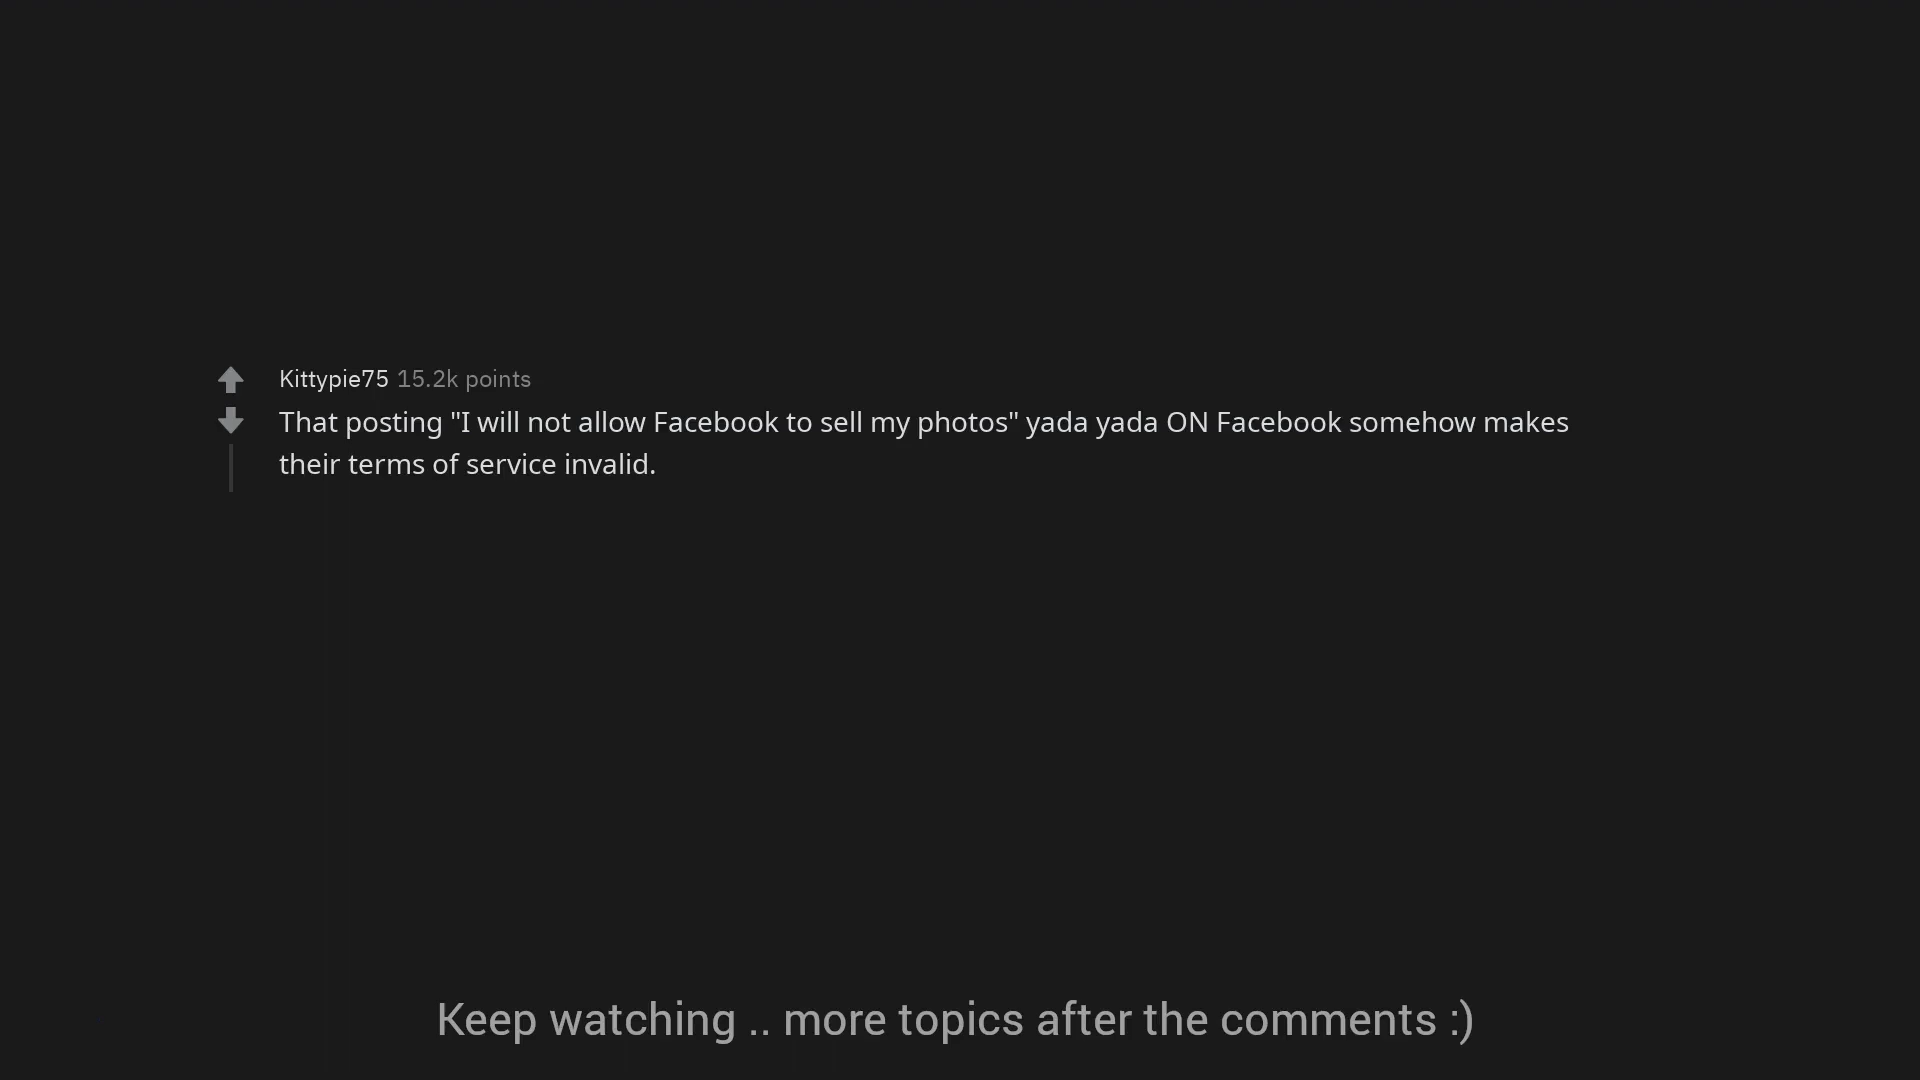 Kittypie75 15.2k points
That posting "I will not allow Facebook to sell my photos" yada yada ON Facebook somehow makes
their terms of service invalid.
Keep watching .. more topics after the comments :)